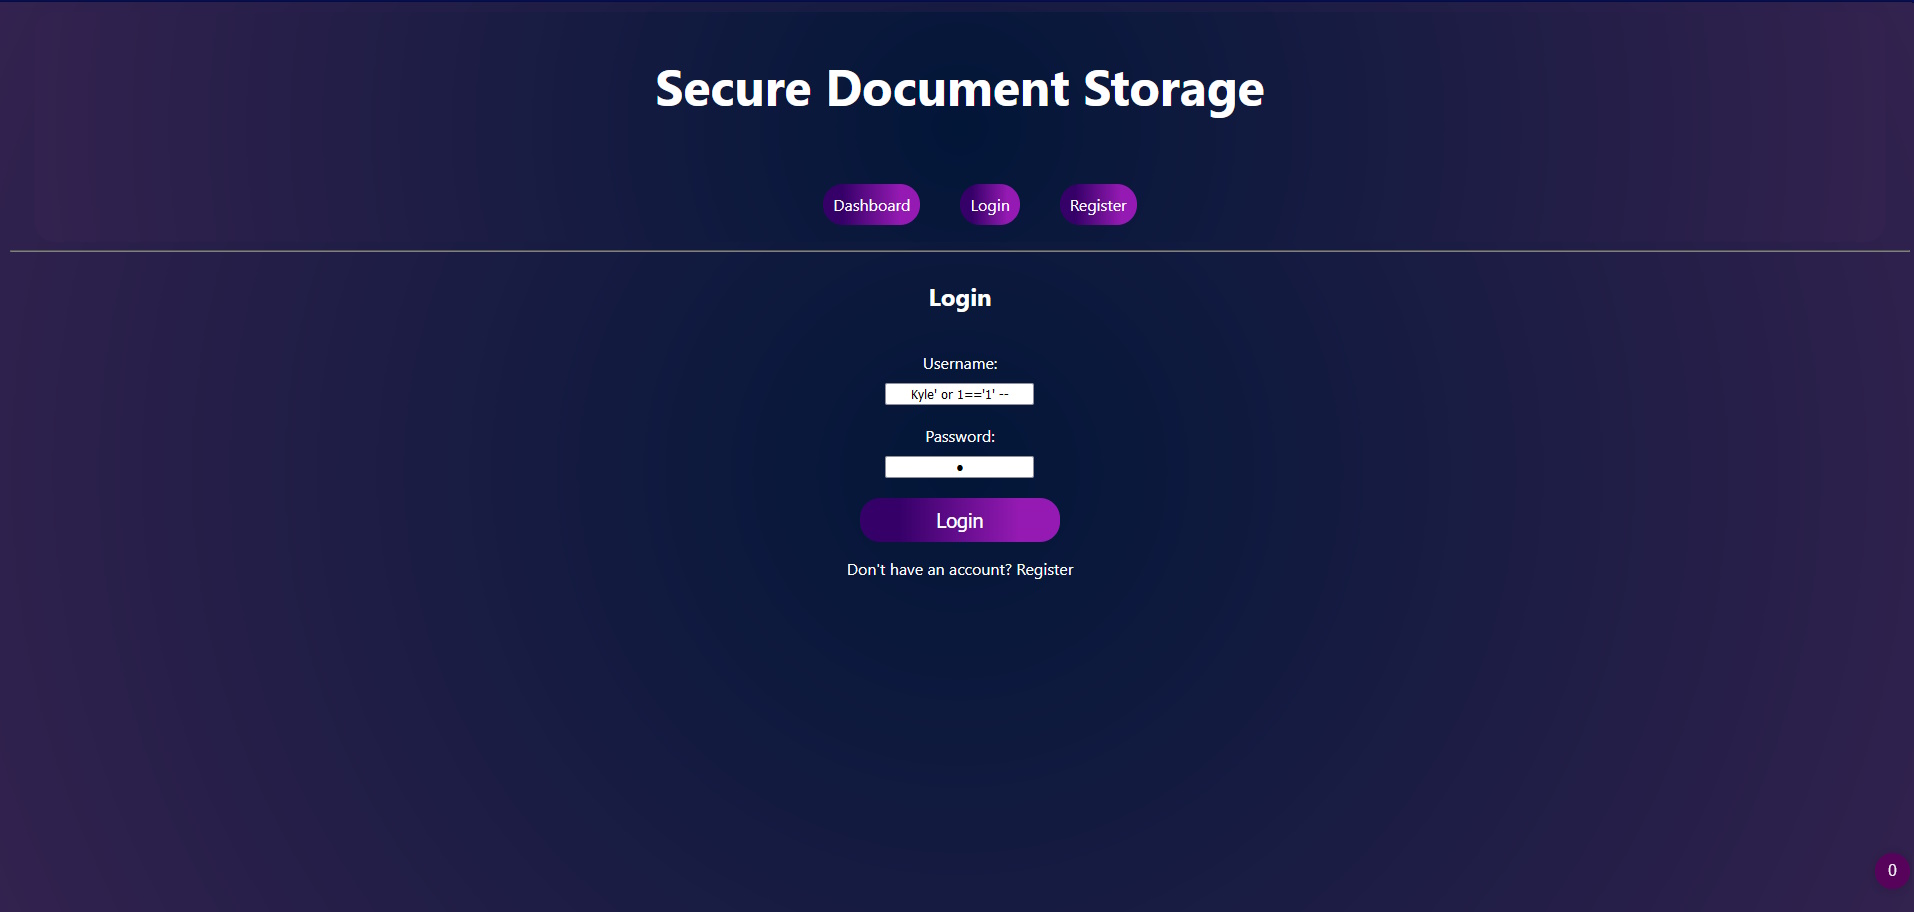 Secure Document Storage
Dashboard Login Register
Login
Username:
Kyle' or 1=='1' --
Password:
Login
Don't have an account? Register
0